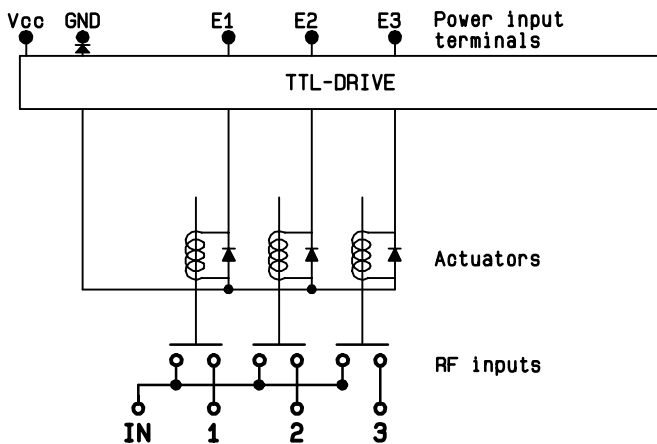 Vcc GND E1 E2 E3 Power input
terminals
TTL-DRIVE
Actuators
RF inputs
IN 1 2 3